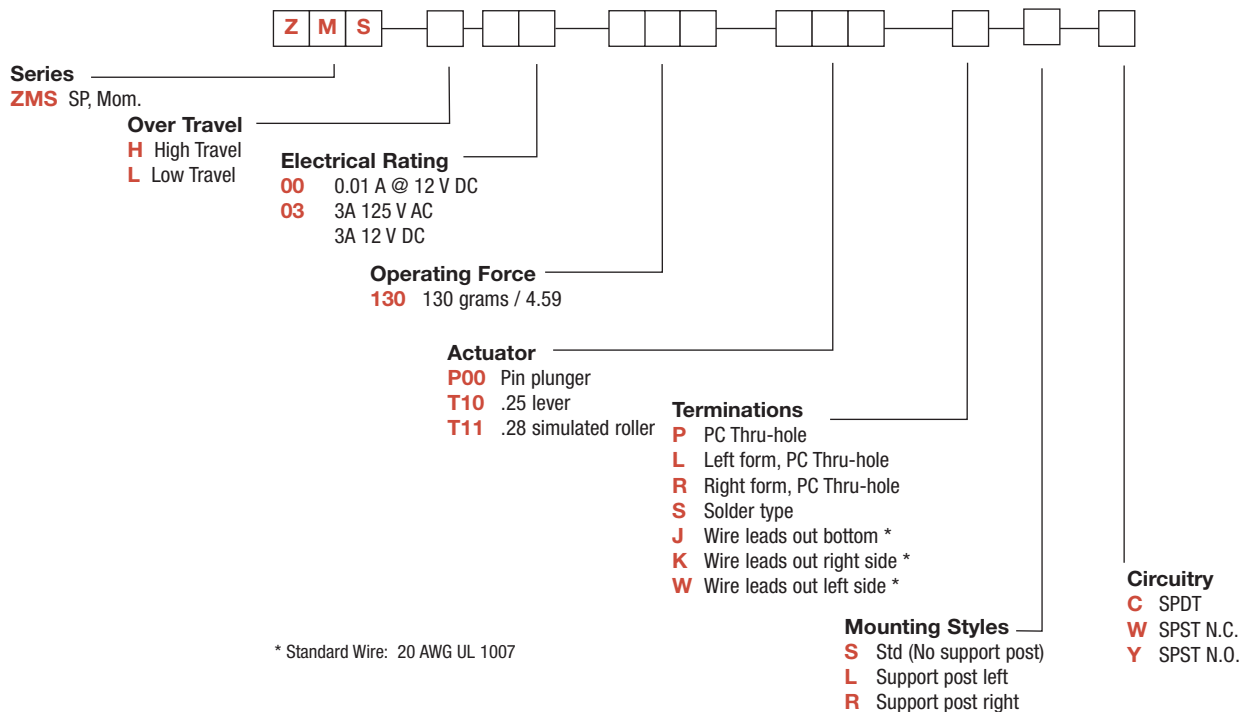 Z M S
Series
ZMS SP, Mom.
Over Travel
H High Travel
L Low Travel
Electrical Rating
00 0.01 A @ 12 V DC
03 3A 125 V AC
3A 12 V DC
Operating Force
130 130 grams / 4.59
Actuator
P00 Pin plunger
T10 .25 lever
T11 .28 simulated roller
Terminations
P PC Thru-hole
L Left form, PC Thru-hole
R Right form, PC Thru-hole
S Solder type
J Wire leads out bottom *
K Wire leads out right side *
W Wire leads out left side *
Mounting Styles
S Std (No support post)
L Support post left
R Support post right
Circuitry
C SPDT
W SPST N.C.
Y SPST N.O.
* Standard Wire: 20 AWG UL 1007